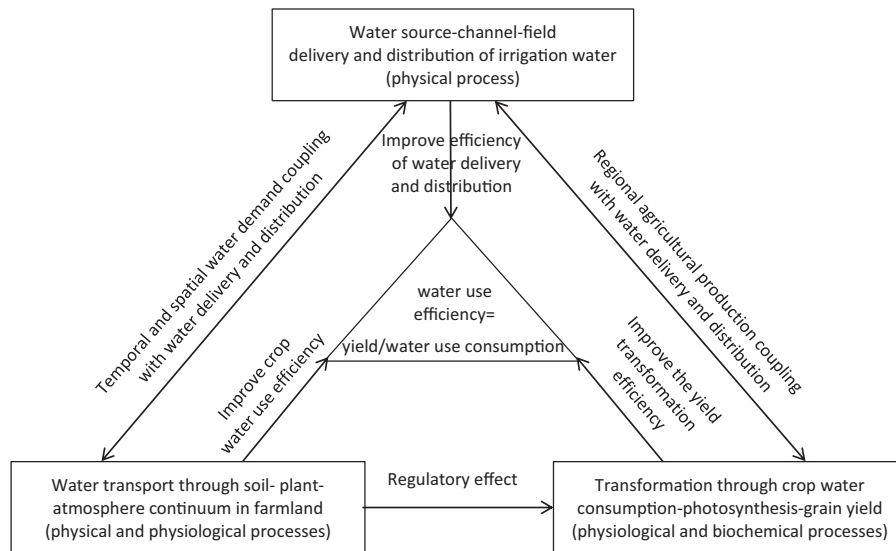 Water source-channel-field
delivery and distribution of irrigation water
(physical process)
Improve efficiency
of water delivery
and distribution
Temporal and spatial water demand coupling
with water delivery and distribution
Regional agricultural production coupling
with water delivery and distribution
water use
efficiency=
yield/water use consumption
Improve crop
water use efficiency
Improve the yield
transformation
efficiency
Water transport through soil- plant-
atmosphere continuum in farmland
(physical and physiological processes)
Regulatory effect
Transformation through crop water
consumption-photosynthesis-grain yield
(physiological and biochemical processes)